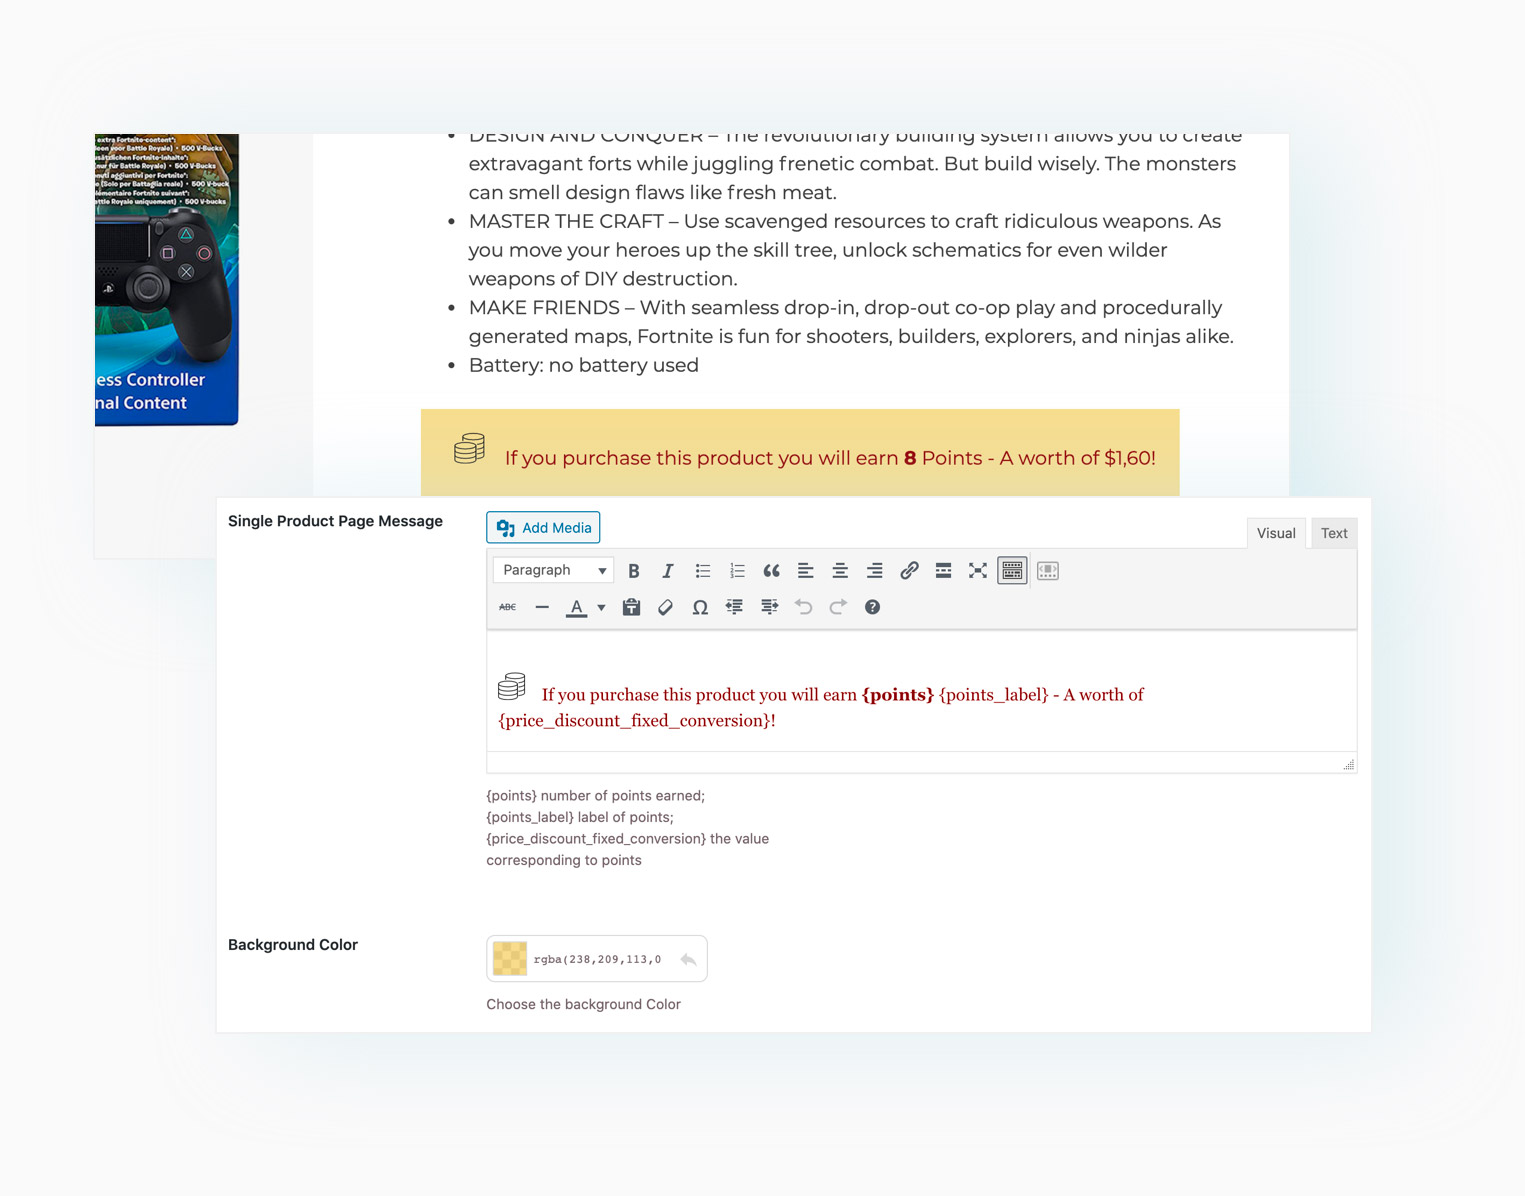 extra Fortnite-content*:
Battle Royale) • 500 V-Bucks
zusätzlichen Fortnite-Inhalte*:
für Battle Royale) • 500 V-Bucks
aggiuntivi per Fortnite*:
(Solo per Battaglia reale) • 500 V-buck
Fortnite suivant*:
Battle Royale uniquement) • 500 V-bucks
ess Controller
nal Content
• DESIGN AND CONQUER – The revolutionary building system allows you to create
extravagant forts while juggling frenetic combat. But build wisely. The monsters
can smell design flaws like fresh meat.
• MASTER THE CRAFT – Use scavenged resources to craft ridiculous weapons. As
you move your heroes up the skill tree, unlock schematics for even wilder
weapons of DIY destruction.
• MAKE FRIENDS – With seamless drop-in, drop-out co-op play and procedurally
generated maps, Fortnite is fun for shooters, builders, explorers, and ninjas alike.
• Battery: no battery used
If you purchase this product you will earn 8 Points - A worth of $1,60!
Single Product Page Message
Add Media
Visual Text
Paragraph
ABC
If you purchase this product you will earn {points} {points_label} - A worth of
{price_discount_fixed_conversion}!
{points} number of points earned;
{points_label} label of points;
{price_discount_fixed_conversion} the value
corresponding to points
Background Color
rgba(238,209,113,0
Choose the background Color